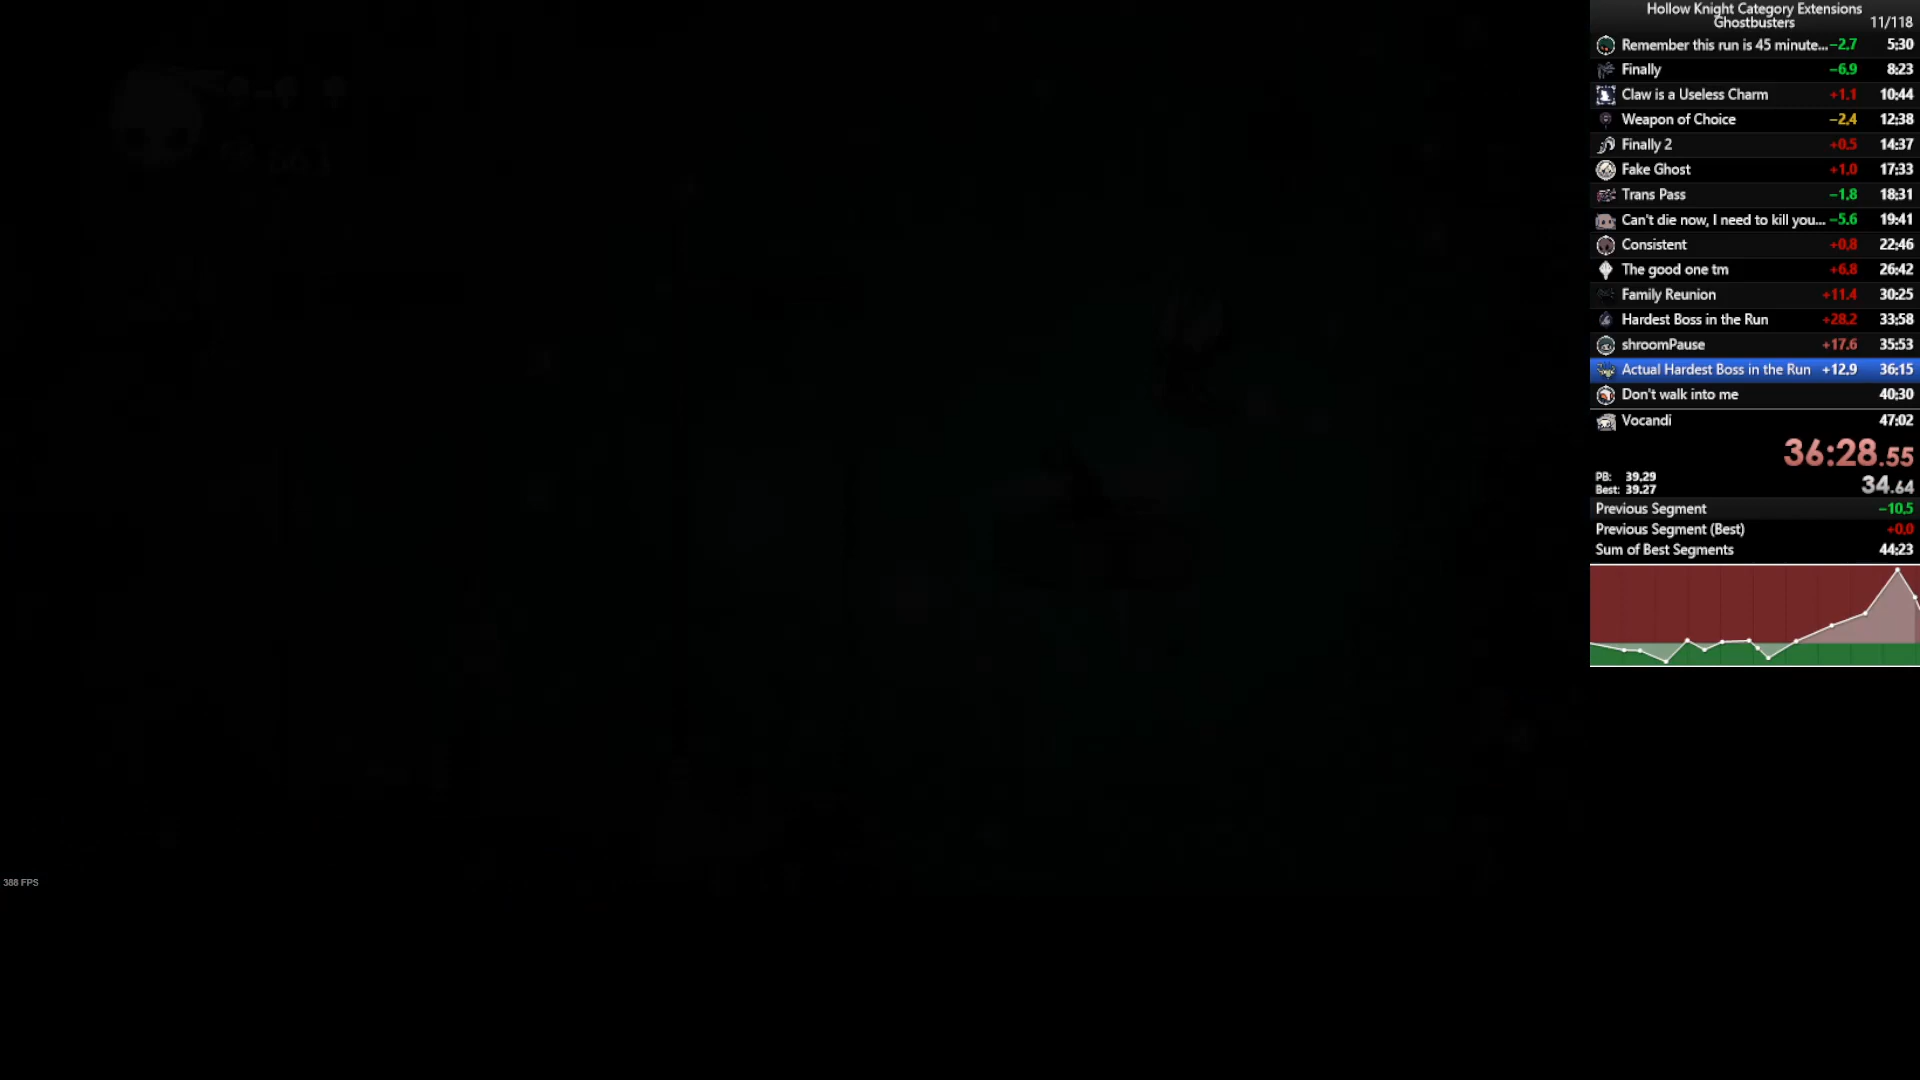 Hollow Knight Category Extensions
Ghostbusters 11/118
Remember this run is 45 minute... −2.7 5:30
Finally −6.9 8:23
Claw is a Useless Charm +1.1 10:44
Weapon of Choice −2.4 12:38
Finally 2 +0.5 14:37
Fake Ghost +1.0 17:33
Trans Pass −1.8 18:31
Can't die now, I need to kill you... −5.6 19:41
Consistent +0.8 22:46
The good one tm +6.8 26:42
Family Reunion +11.4 30:25
Hardest Boss in the Run +28.2 33:58
shroomPause +17.6 35:53
Actual Hardest Boss in the Run +12.9 36:15
Don't walk into me 40:30
Vocandi 47:02
36:28.55
PB: 39.29 34.64
Best: 39.27
Previous Segment −10.5
Previous Segment (Best) +0.0
Sum of Best Segments 44:23
388 FPS